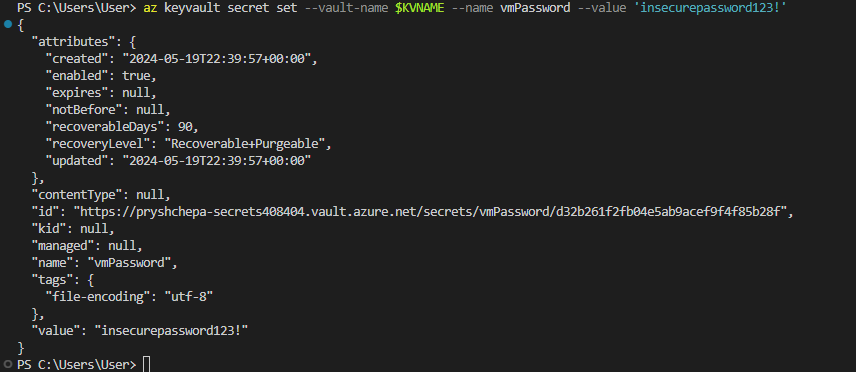 PS C:\Users\User> az keyvault secret set --vault-name $KVNAME --name vmPassword --value 'insecurepassword123!'
{
  "attributes": {
    "created": "2024-05-19T22:39:57+00:00",
    "enabled": true,
    "expires": null,
    "notBefore": null,
    "recoverableDays": 90,
    "recoveryLevel": "Recoverable+Purgeable",
    "updated": "2024-05-19T22:39:57+00:00"
  },
  "contentType": null,
  "id": "https://pryshchepa-secrets408404.vault.azure.net/secrets/vmPassword/d32b261f2fb04e5ab9acef9f4f85b28f",
  "kid": null,
  "managed": null,
  "name": "vmPassword",
  "tags": {
    "file-encoding": "utf-8"
  },
  "value": "insecurepassword123!"
}
PS C:\Users\User>